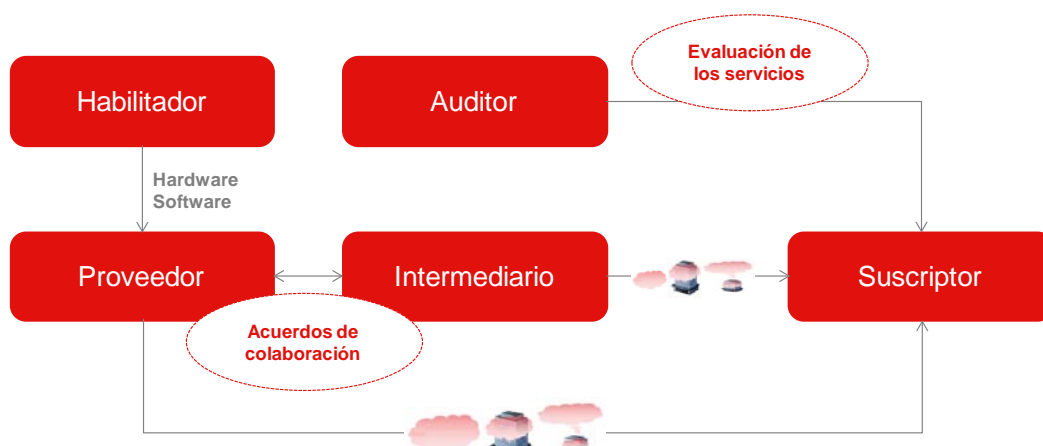 Evaluación de
los servicios
Habilitador
Auditor
Hardware
Software
Proveedor
Intermediario
Suscriptor
Acuerdos de
colaboración